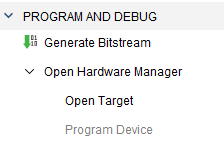 PROGRAM AND DEBUG
Generate Bitstream
Open Hardware Manager
Open Target
Program Device